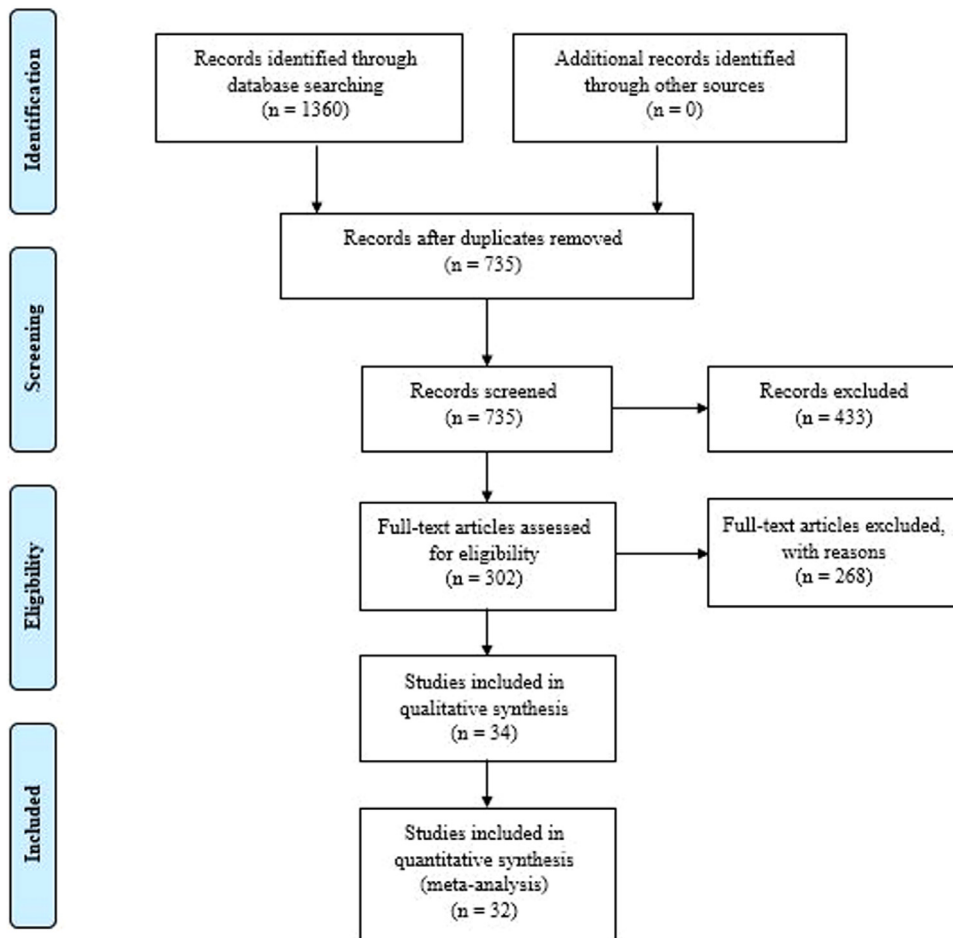 Identification
Records identified through
database searching
(n = 1360)
Additional records identified
through other sources
(n = 0)
Records after duplicates removed
(n = 735)
Screening
Records screened
(n = 735)
Records excluded
(n = 433)
Eligibility
Full-text articles assessed
for eligibility
(n = 302)
Full-text articles excluded,
with reasons
(n = 268)
Studies included in
qualitative synthesis
(n = 34)
Included
Studies included in
quantitative synthesis
(meta-analysis)
(n = 32)